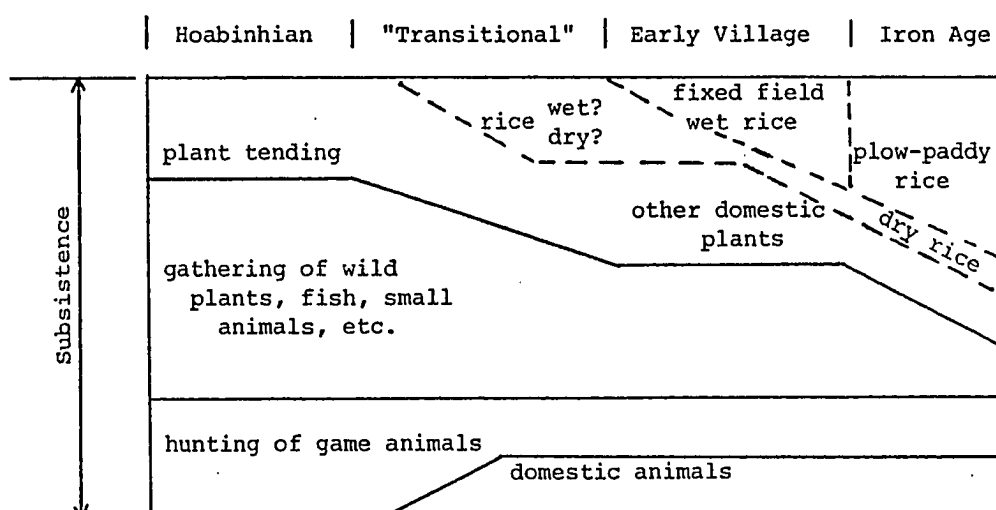 Hoabinhian "Transitional" Early Village Iron Age
fixed field
wet rice
rice wet?
dry?
plant tending
plow-paddy
rice
other domestic
plants
dry rice
gathering of wild
plants, fish, small
animals, etc.
Subsistence
hunting of game animals
domestic animals